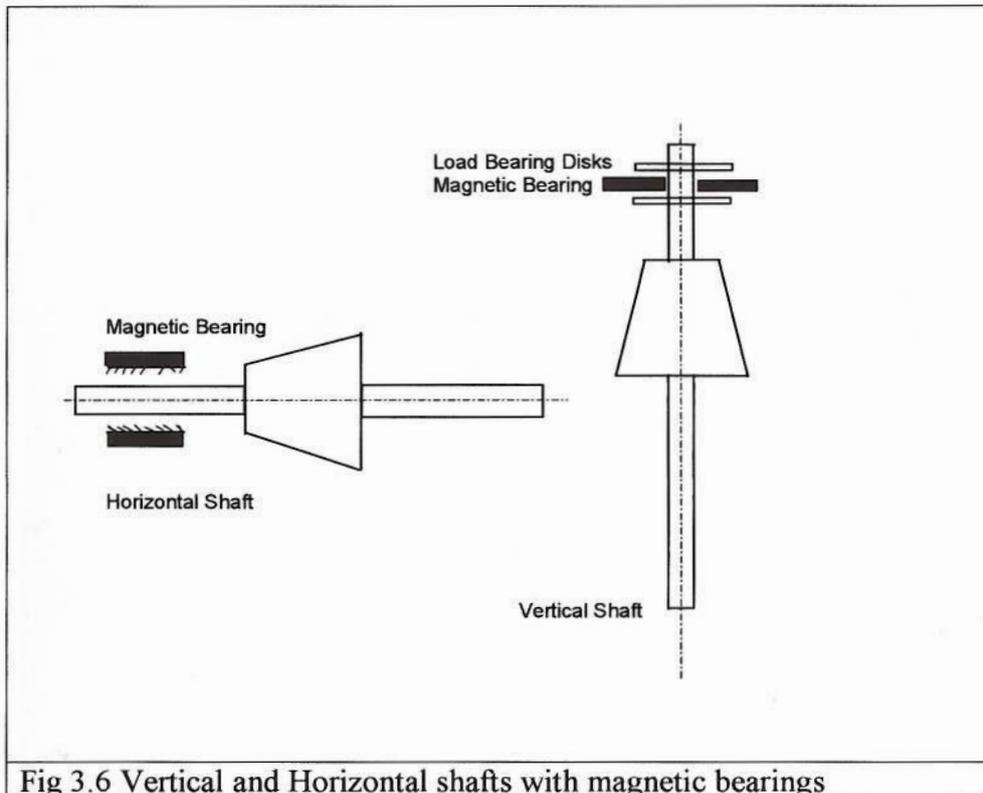 Load Bearing Disks
Magnetic Bearing
Magnetic Bearing
Horizontal Shaft
Vertical Shaft
Fig 3.6 Vertical and Horizontal shafts with magnetic bearings